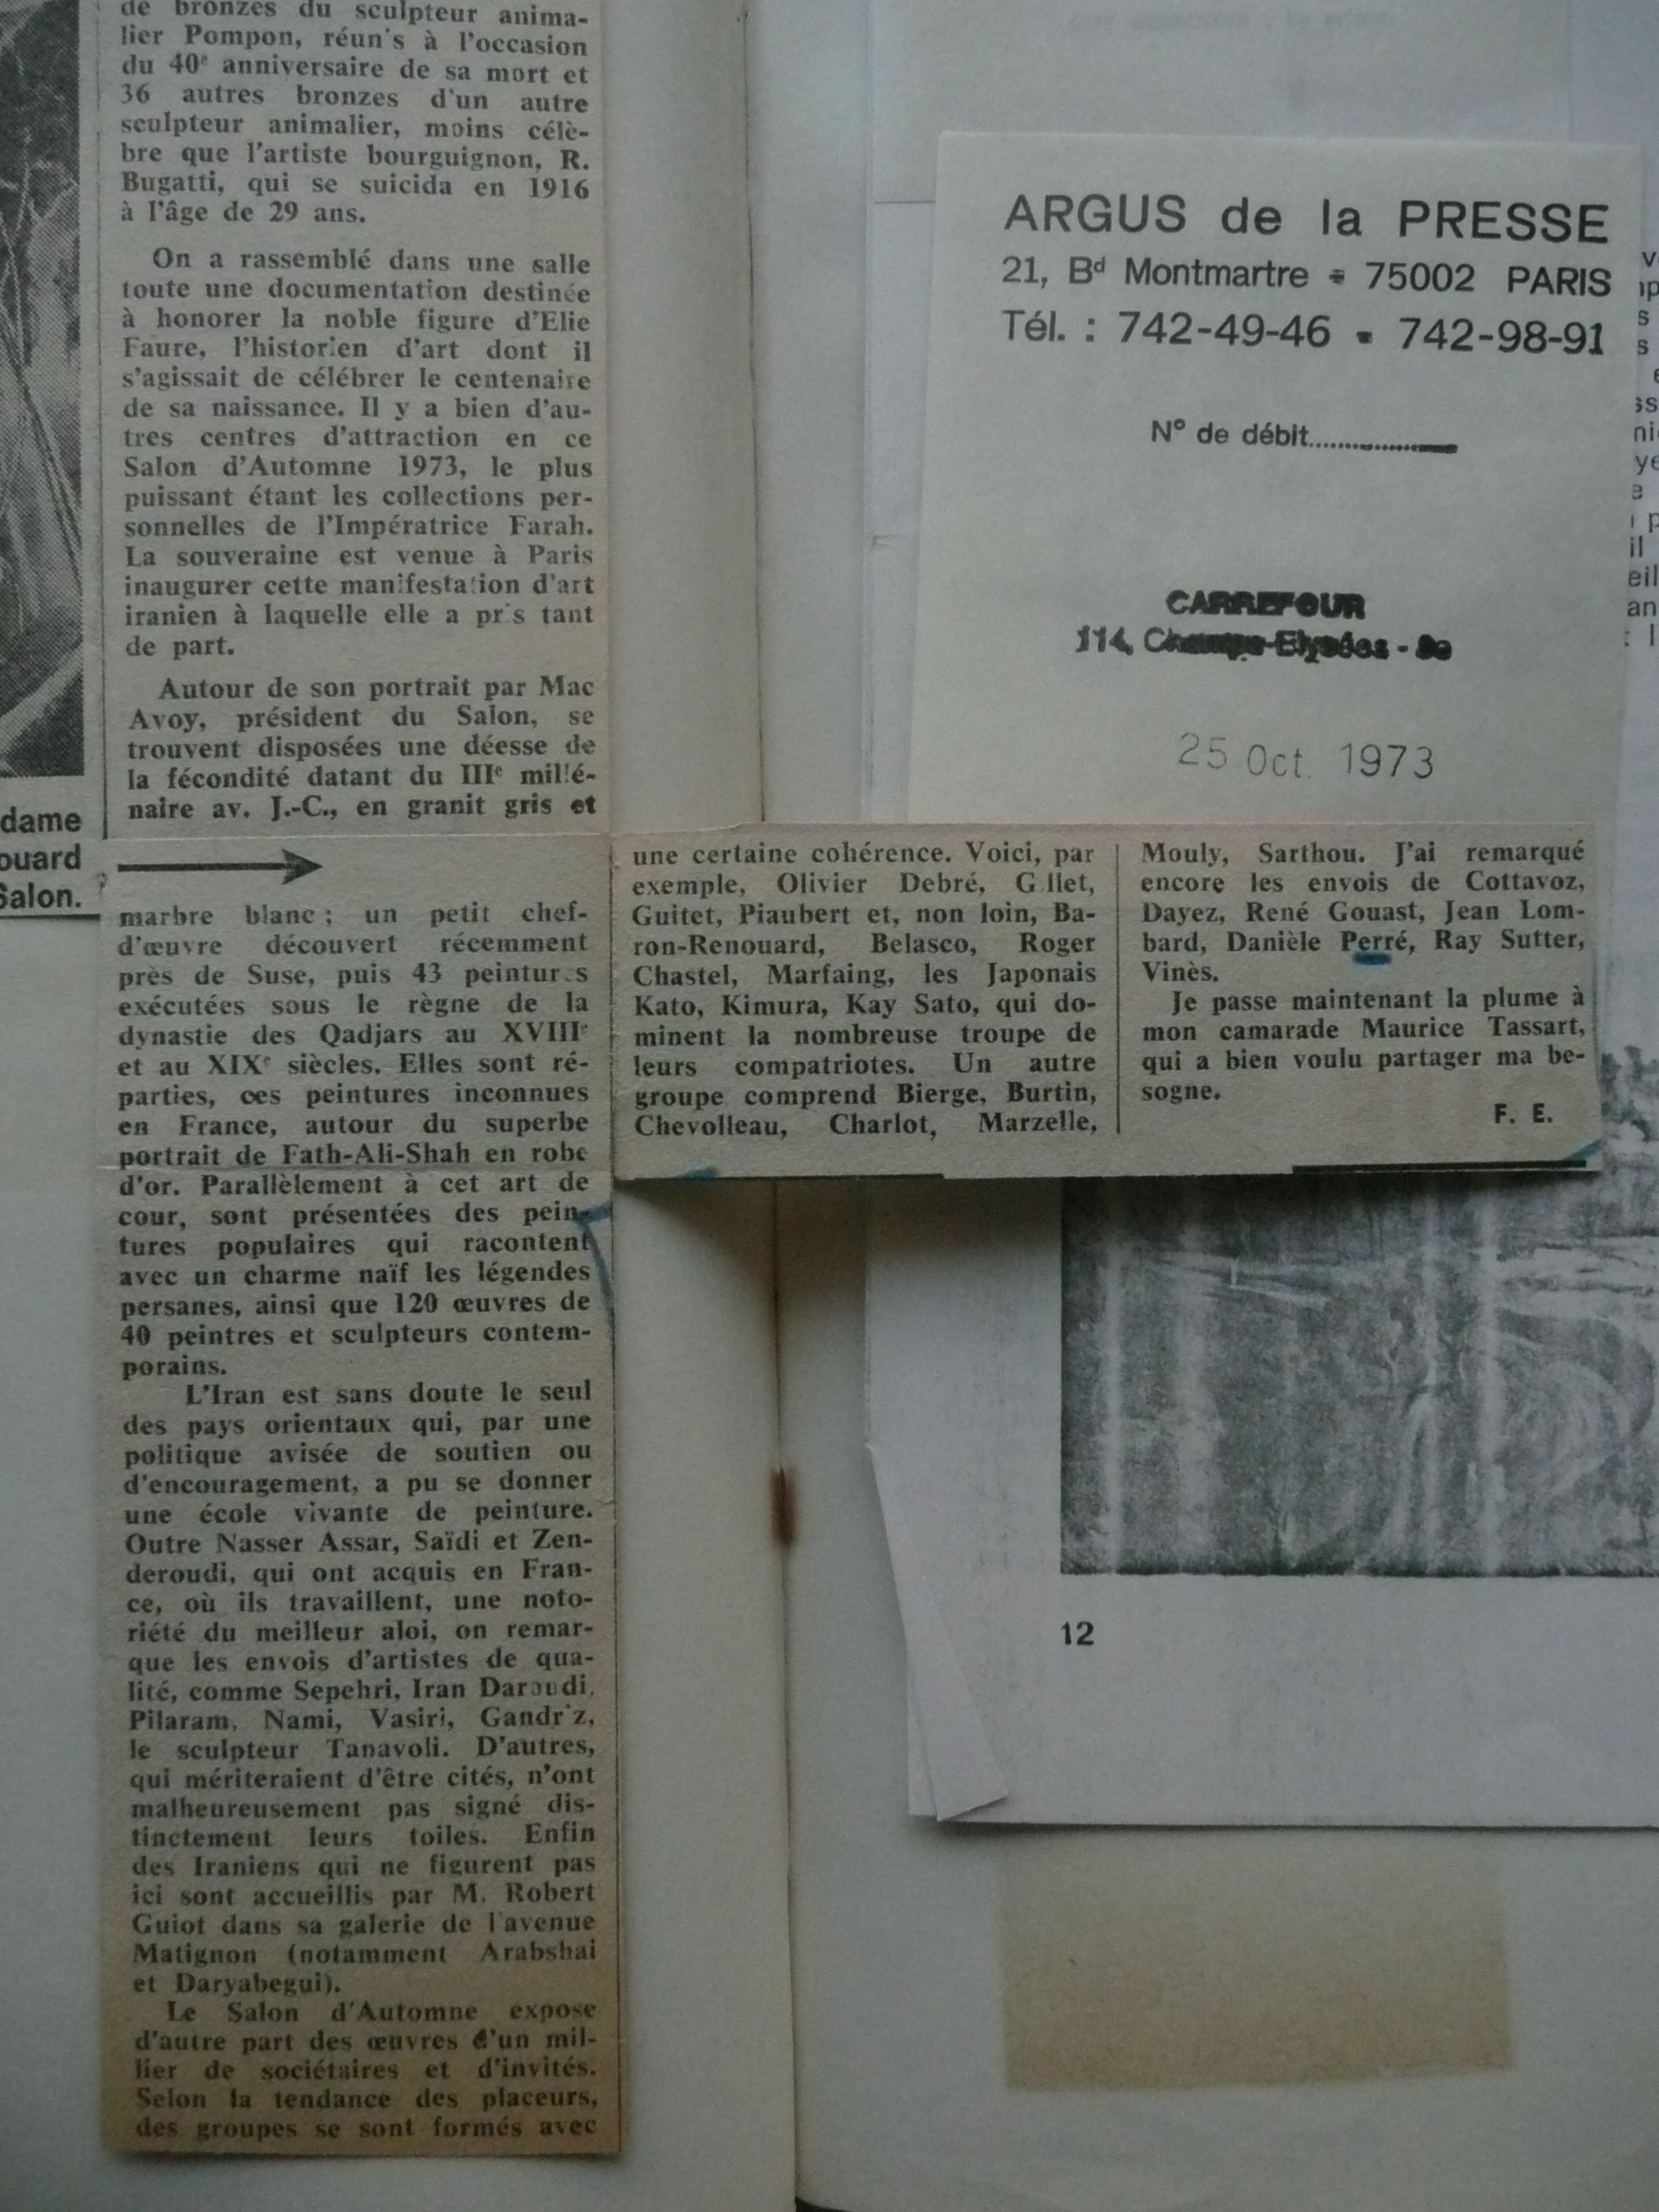 de bronzes du sculpteur anima-
lier Pompon, réun's à l'occasion
du 40e anniversaire de sa mort et
36 autres bronzes d'un autre
sculpteur animalier, moins célè-
bre que l'artiste bourguignon, R.
Bugatti, qui se suicida en 1916
à l'âge de 29 ans.
On a rassemblé dans une salle
toute une documentation destinée
à honorer la noble figure d'Elie
Faure, l'historien d'art dont il
s'agissait de célébrer le centenaire
de sa naissance. Il y a bien d'au-
tres centres d'attraction en ce
Salon d'Automne 1973, le plus
puissant étant les collections per-
sonnelles de l'Impératrice Farah.
La souveraine est venue à Paris
inaugurer cette manifestation d'art
iranien à laquelle elle a pr's tant
de part.
Autour de son portrait par Mac
Avoy, président du Salon, se
trouvent disposées une déesse de
la fécondité datant du IIIe millé-
naire av. J.-C., en granit gris et
dame
ouard
Salon.
marbre blanc ; un petit chef-
d'œuvre découvert récemment
près de Suse, puis 43 peintur.s
exécutées sous le règne de la
dynastie des Qadjars au XVIIIe
et au XIXe siècles. Elles sont ré-
parties, ces peintures inconnues
en France, autour du superbe
portrait de Fath-Ali-Shah en robe
d'or. Parallèlement à cet art de
cour, sont présentées des pein-
tures populaires qui racontent
avec un charme naïf les légendes
persanes, ainsi que 120 œuvres de
40 peintres et sculpteurs contem-
porains.
L'Iran est sans doute le seul
des pays orientaux qui, par une
politique avisée de soutien ou
d'encouragement, a pu se donner
une école vivante de peinture.
Outre Nasser Assar, Saïdi et Zen-
deroudi, qui ont acquis en Fran-
ce, où ils travaillent, une noto-
riété du meilleur aloi, on remar-
que les envois d'artistes de qua-
lité, comme Sepehri, Iran Daroudi,
Pilaram, Nami, Vasiri, Gandr'z,
le sculpteur Tanavoli. D'autres,
qui mériteraient d'être cités, n'ont
malheureusement pas signé dis-
tinctement leurs toiles. Enfin
des Iraniens qui ne figurent pas
ici sont accueillis par M. Robert
Guiot dans sa galerie de l'avenue
Matignon (notamment Arabshai
et Daryabegui).
Le Salon d'Automne expose
d'autre part des œuvres d'un mil-
lier de sociétaires et d'invités.
Selon la tendance des placeurs,
des groupes se sont formés avec
une certaine cohérence. Voici, par
exemple, Olivier Debré, G llet,
Guitet, Piaubert et, non loin, Ba-
ron-Renouard, Belasco, Roger
Chastel, Marfaing, les Japonais
Kato, Kimura, Kay Sato, qui do-
minent la nombreuse troupe de
leurs compatriotes. Un autre
groupe comprend Bierge, Burtin,
Chevolleau, Charlot, Marzelle,
Mouly, Sarthou. J'ai remarqué
encore les envois de Cottavoz,
Dayez, René Gouast, Jean Lom-
bard, Danièle Perré, Ray Sutter,
Vinès.
Je passe maintenant la plume à
mon camarade Maurice Tassart,
qui a bien voulu partager ma be-
sogne.
F. E.
ARGUS de la PRESSE
21, Bd Montmartre - 75002 PARIS
Tél. : 742-49-46 - 742-98-91
N° de débit...............
CARREFOUR
114, Champs-Elysées - 8e
25 Oct. 1973
12